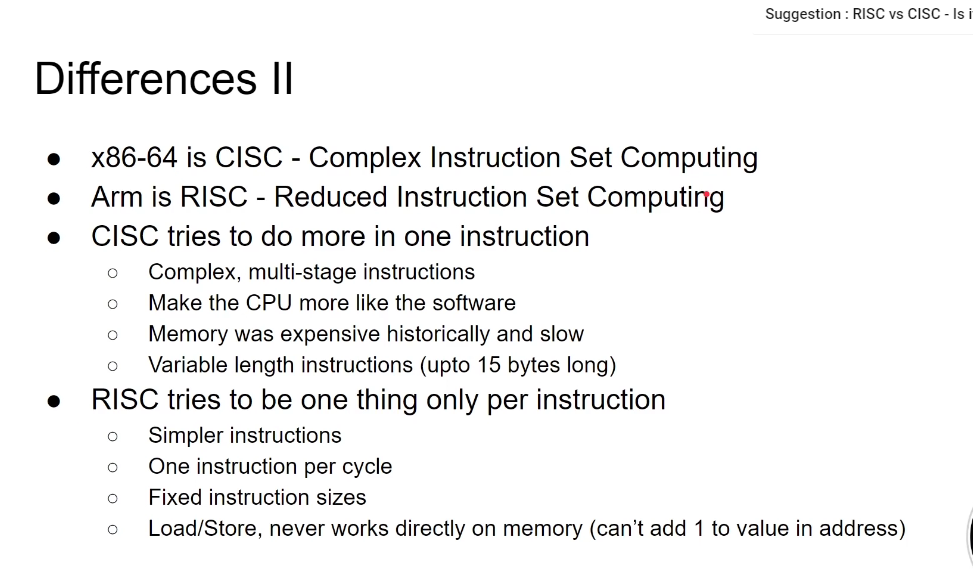 Suggestion : RISC vs CISC - Is i
Differences II
● x86-64 is CISC - Complex Instruction Set Computing
● Arm is RISC - Reduced Instruction Set Computing
● CISC tries to do more in one instruction
○ Complex, multi-stage instructions
○ Make the CPU more like the software
○ Memory was expensive historically and slow
○ Variable length instructions (upto 15 bytes long)
● RISC tries to be one thing only per instruction
○ Simpler instructions
○ One instruction per cycle
○ Fixed instruction sizes
○ Load/Store, never works directly on memory (can’t add 1 to value in address)